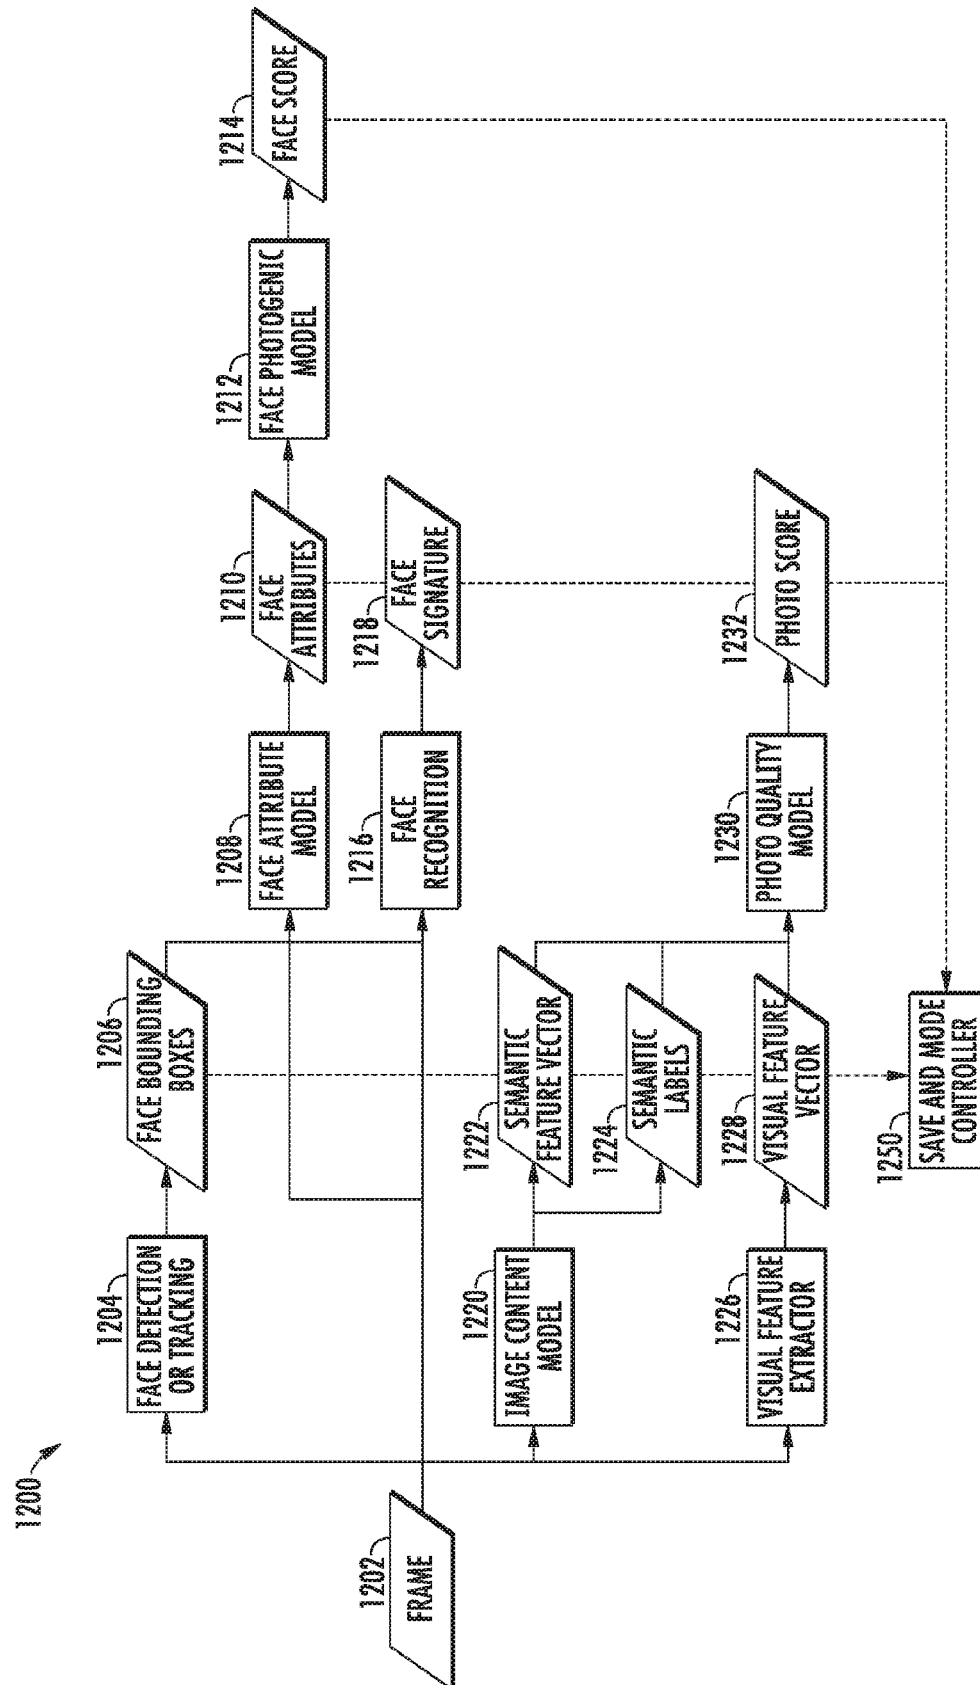 1200
1202
FRAME
1204
FACE DETECTION
OR TRACKING
1206
FACE BOUNDING
BOXES
1208
FACE ATTRIBUTE
MODEL
1210
FACE
ATTRIBUTES
1212
FACE PHOTOGENIC
MODEL
1214
FACE SCORE
1216
FACE
RECOGNITION
1218
FACE
SIGNATURE
1220
IMAGE CONTENT
MODEL
1222
SEMANTIC
FEATURE VECTOR
1224
SEMANTIC
LABELS
1226
VISUAL FEATURE
EXTRACTOR
1228
VISUAL FEATURE
VECTOR
1230
PHOTO QUALITY
MODEL
1232
PHOTO SCORE
1250
SAVE AND MODE
CONTROLLER